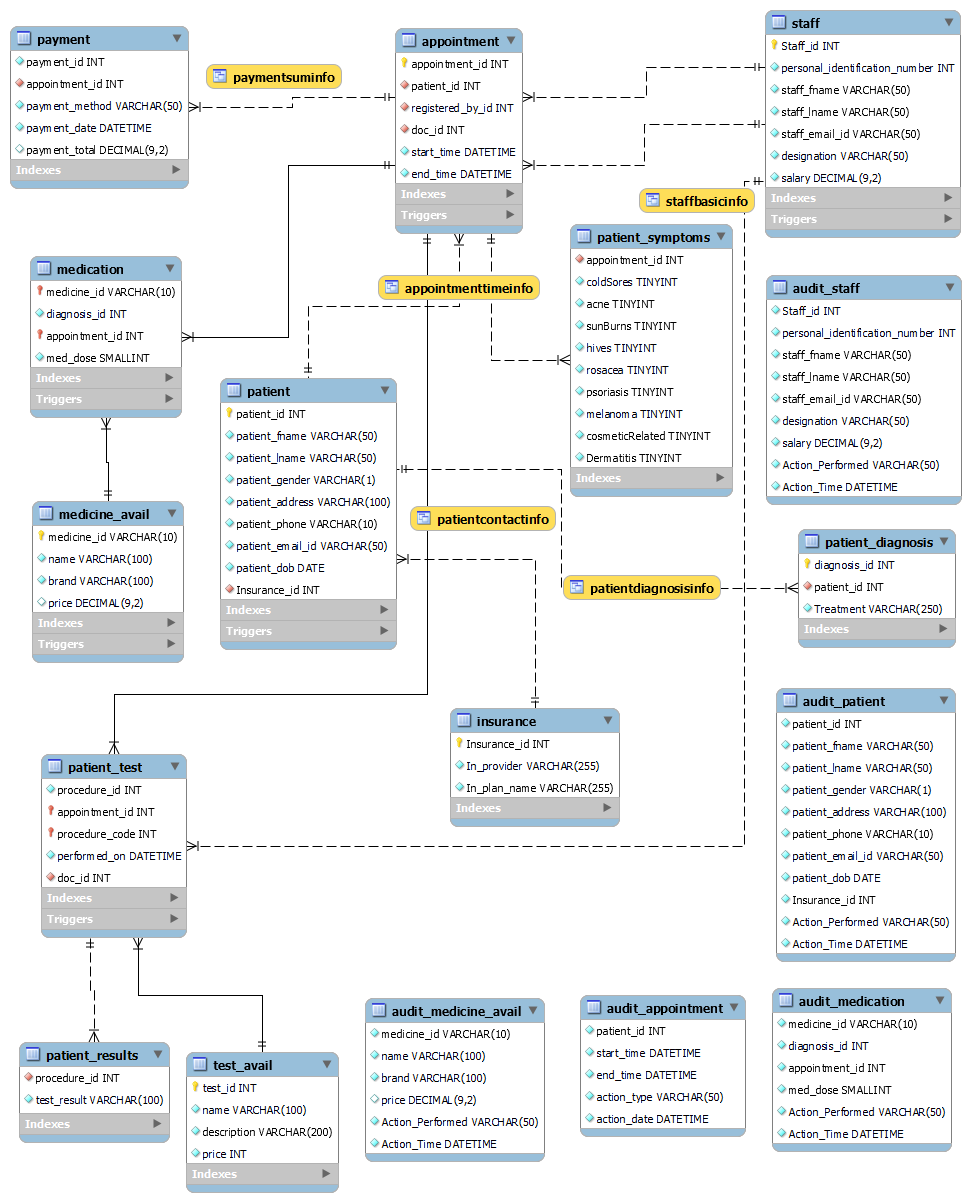 payment
payment_id INT
appointment_id INT
payment_method VARCHAR(50)
payment_date DATETIME
payment_total DECIMAL(9,2)
Indexes
paymentsuminfo
appointment
appointment_id INT
patient_id INT
registered_by_id INT
doc_id INT
start_time DATETIME
end_time DATETIME
Indexes
Triggers
staff
Staff_id INT
personal_identification_number INT
staff_fname VARCHAR(50)
staff_lname VARCHAR(50)
staff_email_id VARCHAR(50)
designation VARCHAR(50)
salary DECIMAL(9,2)
Indexes
Triggers
staffbasicinfo
medication
medicine_id VARCHAR(10)
diagnosis_id INT
appointment_id INT
med_dose SMALLINT
Indexes
Triggers
appointmenttimeinfo
patient_symptoms
appointment_id INT
coldSores TINYINT
acne TINYINT
sunBurns TINYINT
hives TINYINT
rosacea TINYINT
psoriasis TINYINT
melanoma TINYINT
cosmeticRelated TINYINT
Dermatitis TINYINT
Indexes
audit_staff
Staff_id INT
personal_identification_number INT
staff_fname VARCHAR(50)
staff_lname VARCHAR(50)
staff_email_id VARCHAR(50)
designation VARCHAR(50)
salary DECIMAL(9,2)
Action_Performed VARCHAR(50)
Action_Time DATETIME
patient
patient_id INT
patient_fname VARCHAR(50)
patient_lname VARCHAR(50)
patient_gender VARCHAR(1)
patient_address VARCHAR(100)
patient_phone VARCHAR(10)
patient_email_id VARCHAR(50)
patient_dob DATE
Insurance_id INT
Indexes
Triggers
medicine_avail
medicine_id VARCHAR(10)
name VARCHAR(100)
brand VARCHAR(100)
price DECIMAL(9,2)
Indexes
Triggers
patientcontactinfo
patientdiagnosisinfo
patient_diagnosis
diagnosis_id INT
patient_id INT
Treatment VARCHAR(250)
Indexes
insurance
Insurance_id INT
In_provider VARCHAR(255)
In_plan_name VARCHAR(255)
Indexes
audit_patient
patient_id INT
patient_fname VARCHAR(50)
patient_lname VARCHAR(50)
patient_gender VARCHAR(1)
patient_address VARCHAR(100)
patient_phone VARCHAR(10)
patient_email_id VARCHAR(50)
patient_dob DATE
Insurance_id INT
Action_Performed VARCHAR(50)
Action_Time DATETIME
patient_test
procedure_id INT
appointment_id INT
procedure_code INT
performed_on DATETIME
doc_id INT
Indexes
Triggers
patient_results
procedure_id INT
test_result VARCHAR(100)
Indexes
test_avail
test_id INT
name VARCHAR(100)
description VARCHAR(200)
price INT
Indexes
audit_medicine_avail
medicine_id VARCHAR(10)
name VARCHAR(100)
brand VARCHAR(100)
price DECIMAL(9,2)
Action_Performed VARCHAR(50)
Action_Time DATETIME
audit_appointment
patient_id INT
start_time DATETIME
end_time DATETIME
action_type VARCHAR(50)
action_date DATETIME
audit_medication
medicine_id VARCHAR(10)
diagnosis_id INT
appointment_id INT
med_dose SMALLINT
Action_Performed VARCHAR(50)
Action_Time DATETIME